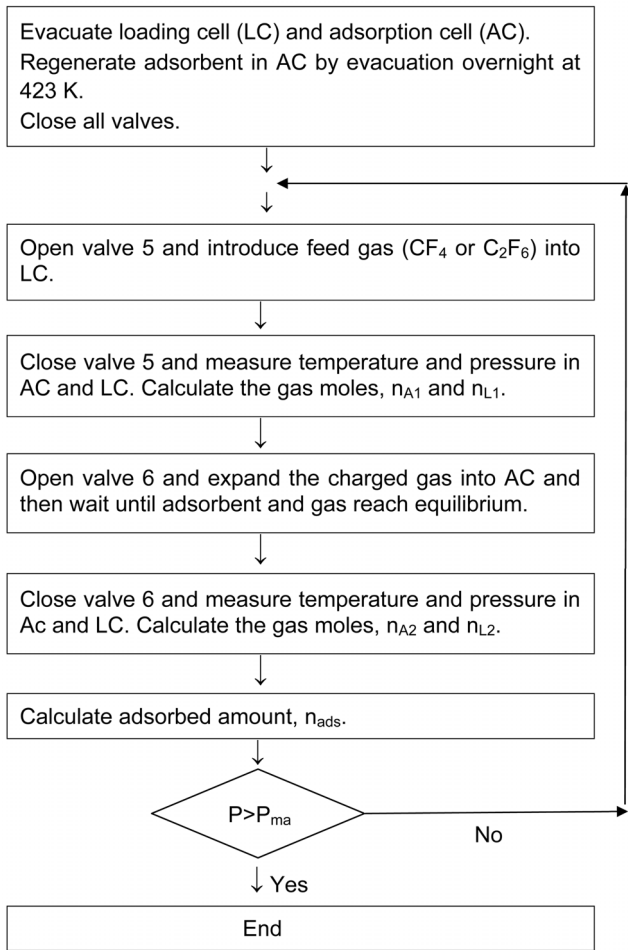 Evacuate loading cell (LC) and adsorption cell (AC).
Regenerate adsorbent in AC by evacuation overnight at
423 K.
Close all valves.
Open valve 5 and introduce feed gas (CF₄ or C₂F₆) into
LC.
Close valve 5 and measure temperature and pressure in
AC and LC. Calculate the gas moles, nA1 and nL1.
Open valve 6 and expand the charged gas into AC and
then wait until adsorbent and gas reach equilibrium.
Close valve 6 and measure temperature and pressure in
Ac and LC. Calculate the gas moles, nA2 and nL2.
Calculate adsorbed amount, nads.
P>Pma
No
Yes
End